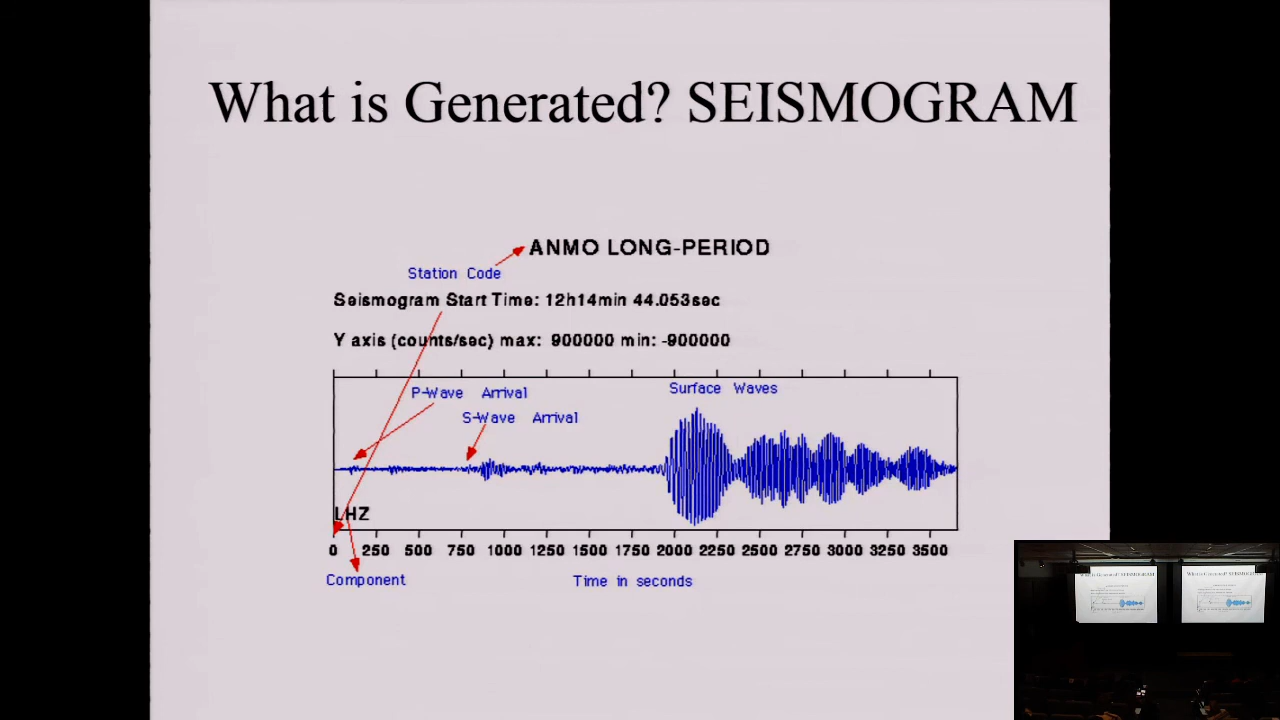 What is Generated? SEISMOGRAM
ANMO LONG-PERIOD
Station Code
Seismogram Start Time: 12h14min 44.053sec
Y axis (counts/sec) max: 900000 min: -900000
Surface Waves
P-Wave Arrival
S-Wave Arrival
LHZ
0 250 500 750 1000 1250 1500 1750 2000 2250 2500 2750 3000 3250 3500
Component
Time in seconds